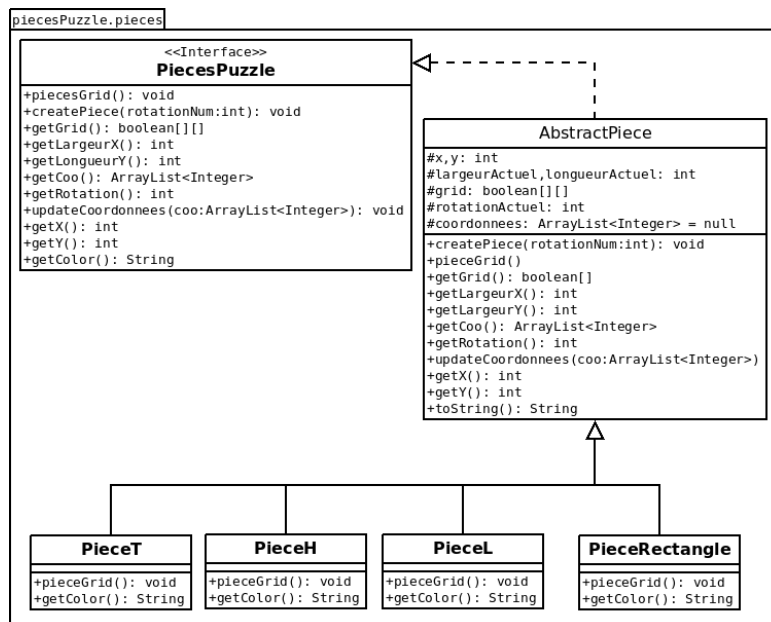 piecesPuzzle.pieces
<<Interface>>
PiecesPuzzle
+piecesGrid(): void
+createPiece(rotationNum:int): void
+getGrid(): boolean[][]
+getLargeurX(): int
+getLongueurY(): int
+getCoo(): ArrayList<Integer>
+getRotation(): int
+updateCoordonnees(coo:ArrayList<Integer>): void
+getX(): int
+getY(): int
+getColor(): String
AbstractPiece
#x,y: int
#largeurActuel,longueurActuel: int
#grid: boolean[][]
#rotationActuel: int
#coordonnees: ArrayList<Integer> = null
+createPiece(rotationNum:int): void
+pieceGrid()
+getGrid(): boolean[]
+getLargeurX(): int
+getLargeurY(): int
+getCoo(): ArrayList<Integer>
+getRotation(): int
+updateCoordonnees(coo:ArrayList<Integer>)
+getX(): int
+getY(): int
+toString(): String
PieceT
+pieceGrid(): void
+getColor(): String
PieceH
+pieceGrid(): void
+getColor(): String
PieceL
+pieceGrid(): void
+getColor(): String
PieceRectangle
+pieceGrid(): void
+getColor(): String